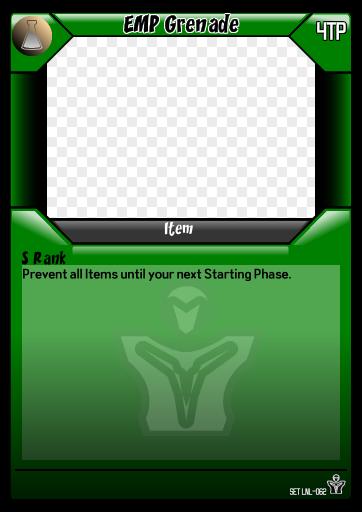 EMP Grenade
4TP
Item
S Rank
Prevent all Items until your next Starting Phase.
SET LNL-062